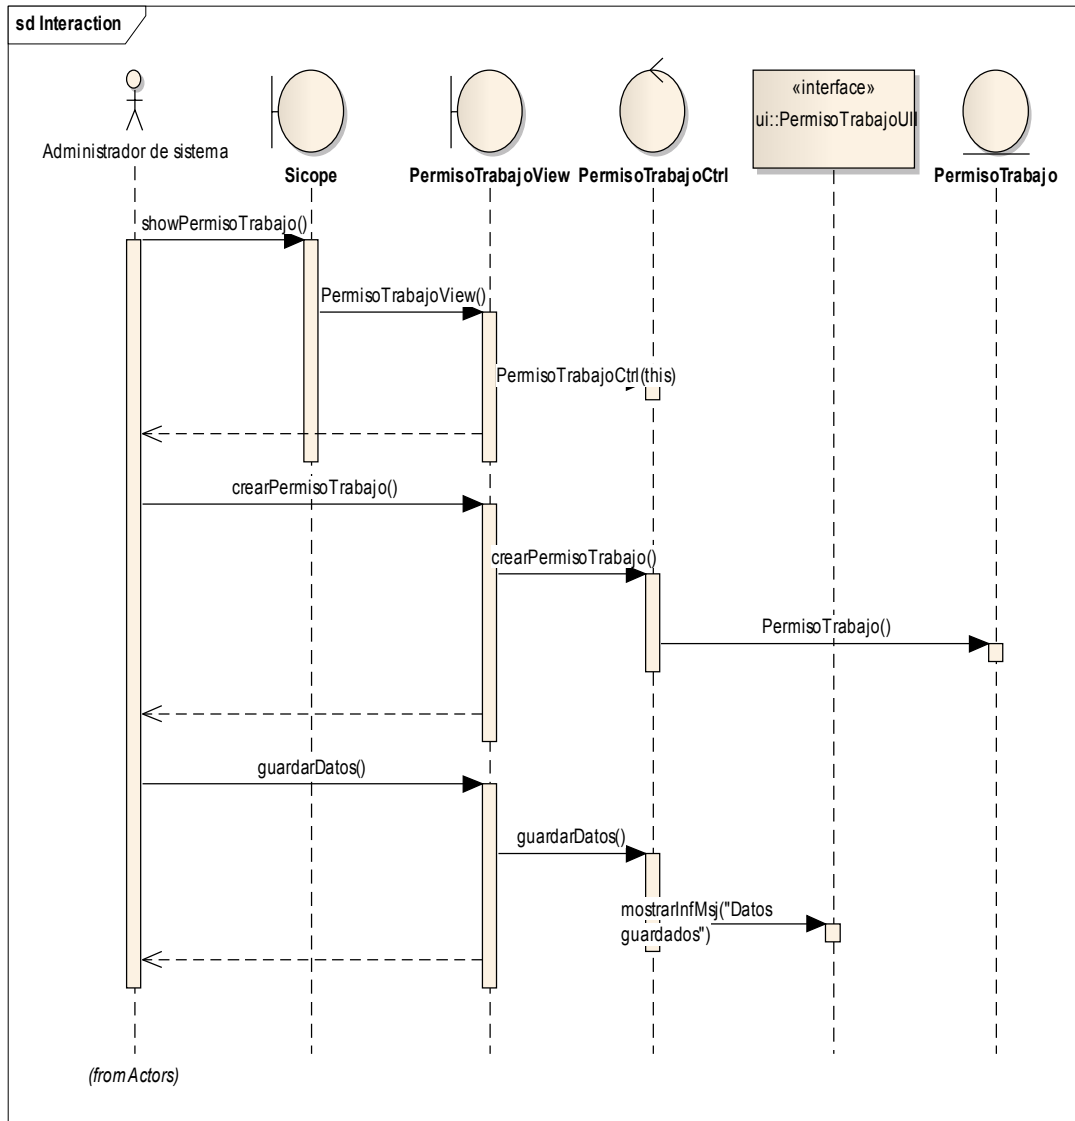 sd Interaction
«interface»
ui::PermisoTrabajoUII
Administrador de sistema
Sicope
PermisoTrabajoView
PermisoTrabajoCtrl
PermisoTrabajo
showPermisoTrabajo()
PermisoTrabajoView()
PermisoTrabajoCtrl(this)
crearPermisoTrabajo()
crearPermisoTrabajo()
PermisoTrabajo()
guardarDatos()
guardarDatos()
mostrarInfMsj("Datos
guardados")
(from Actors)